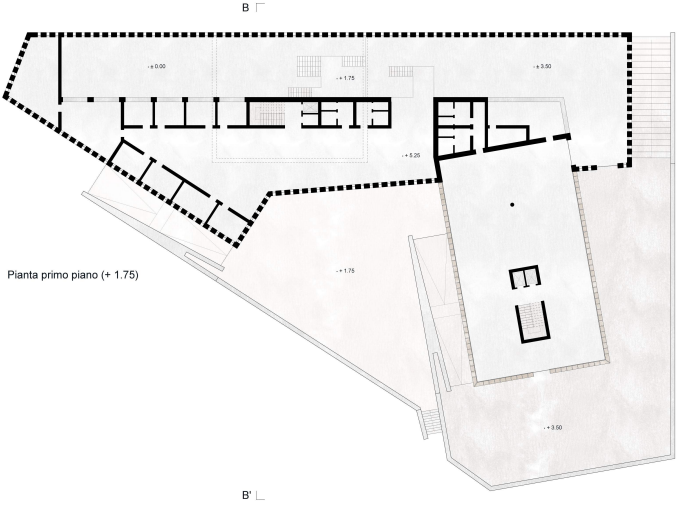 B
- ± 0.00
- + 1.75
- ± 3.50
- + 5.25
- + 1.75
Pianta primo piano (+ 1.75)
- + 3.50
B'